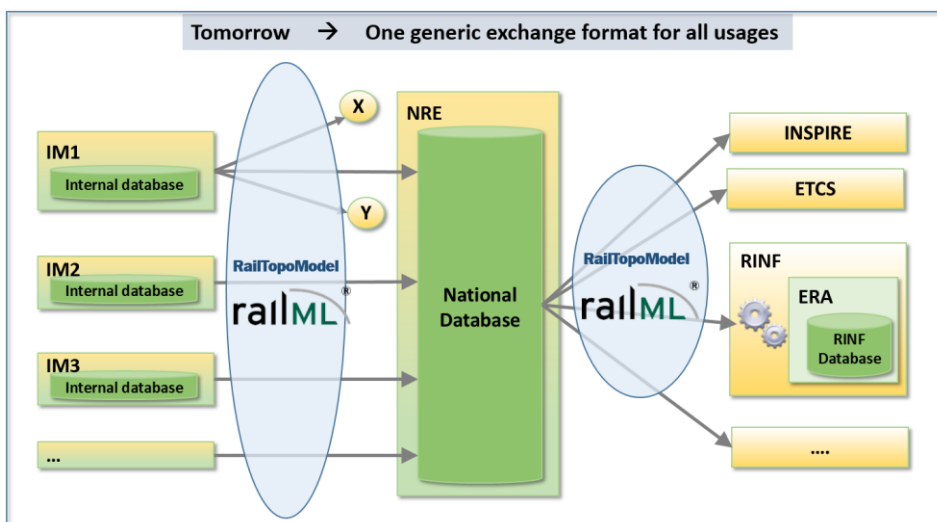 Tomorrow → One generic exchange format for all usages
IM1
Internal database
X
Y
IM2
Internal database
IM3
Internal database
...
RailTopoModel
railML®
NRE
National
Database
RailTopoModel
railML®
INSPIRE
ETCS
RINF
ERA
RINF
Database
....